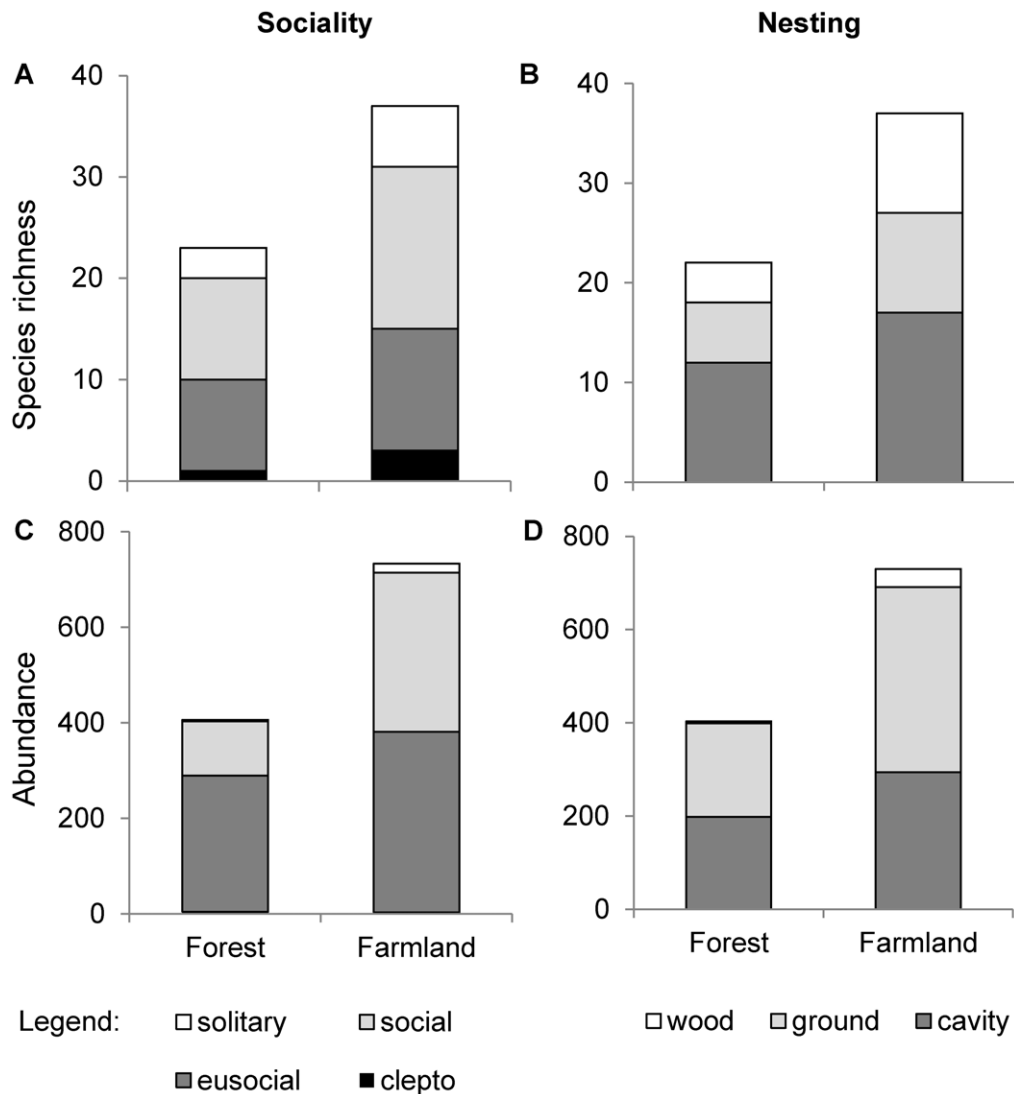 Sociality
Nesting
A
B
40
30
20
10
0
40
30
20
10
0
Species richness
C
D
800
600
400
200
0
800
600
400
200
0
Abundance
Forest
Farmland
Forest
Farmland
Legend:
solitary
social
eusocial
clepto
wood
ground
cavity